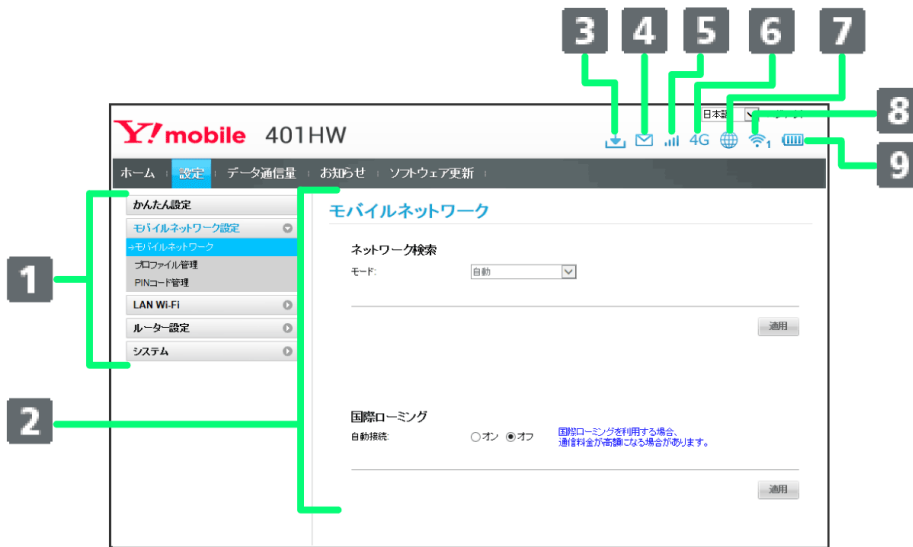 3 4 5 6 7
8
9
日本語
Y!mobile 401HW
4G 1
ホーム 設定 データ通信量 お知らせ ソフトウェア更新
1
2
かんたん設定
モバイルネットワーク設定
→モバイルネットワーク
プロファイル管理
PINコード管理
LAN Wi-Fi
ルーター設定
システム
モバイルネットワーク
ネットワーク検索
モード: 自動
適用
国際ローミング
自動接続: オン オフ
国際ローミングを利用する場合、
通信料金が高額になる場合があります。
適用